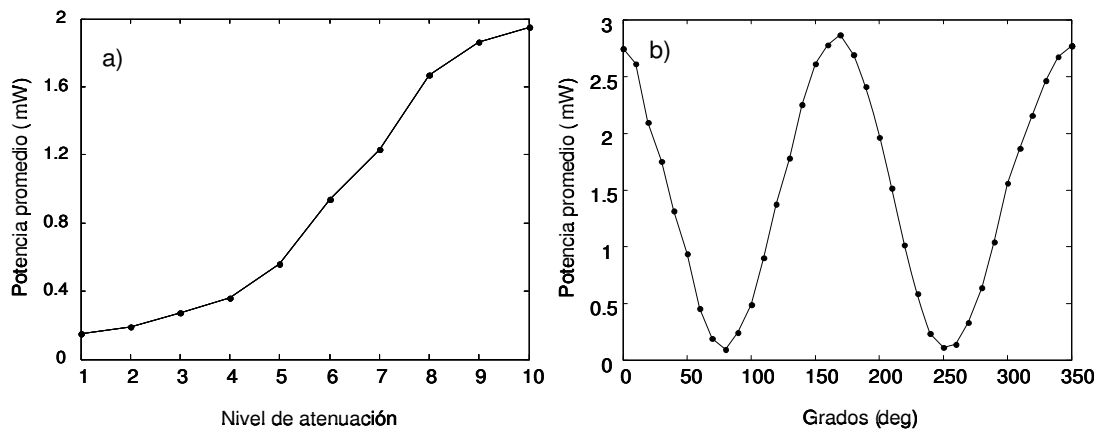 a)
Potencia promedio ( mW)
2
1.6
1.2
0.8
0.4
0
1 2 3 4 5 6 7 8 9 10
Nivel de atenuación
b)
Potencia promedio ( mW)
3
2.5
2
1.5
1
0.5
0
0 50 100 150 200 250 300 350
Grados (deg)